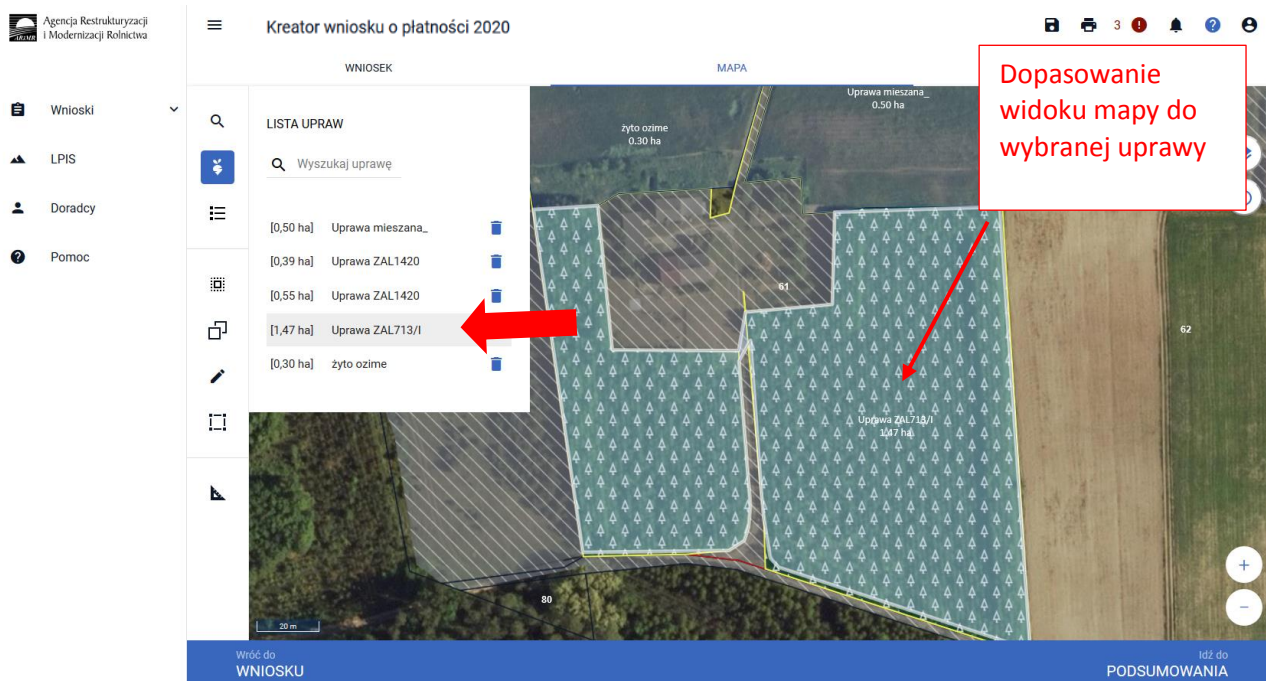 Agencja Restrukturyzacji
i Modernizacji Rolnictwa
ARiMR
Kreator wniosku o płatności 2020
3
WNIOSEK
MAPA
Wnioski
LPIS
Doradcy
Pomoc
LISTA UPRAW
Wyszukaj uprawę
[0,50 ha] Uprawa mieszana_
[0,39 ha] Uprawa ZAL1420
[0,55 ha] Uprawa ZAL1420
[1,47 ha] Uprawa ZAL713/I
[0,30 ha] żyto ozime
żyto ozime
0.30 ha
Uprawa mieszana_
0.50 ha
Dopasowanie
widoku mapy do
wybranej uprawy
61
62
Uprawa ZAL713/I
1.47 ha
80
20 m
+
−
Wróć do
WNIOSKU
Idź do
PODSUMOWANIA